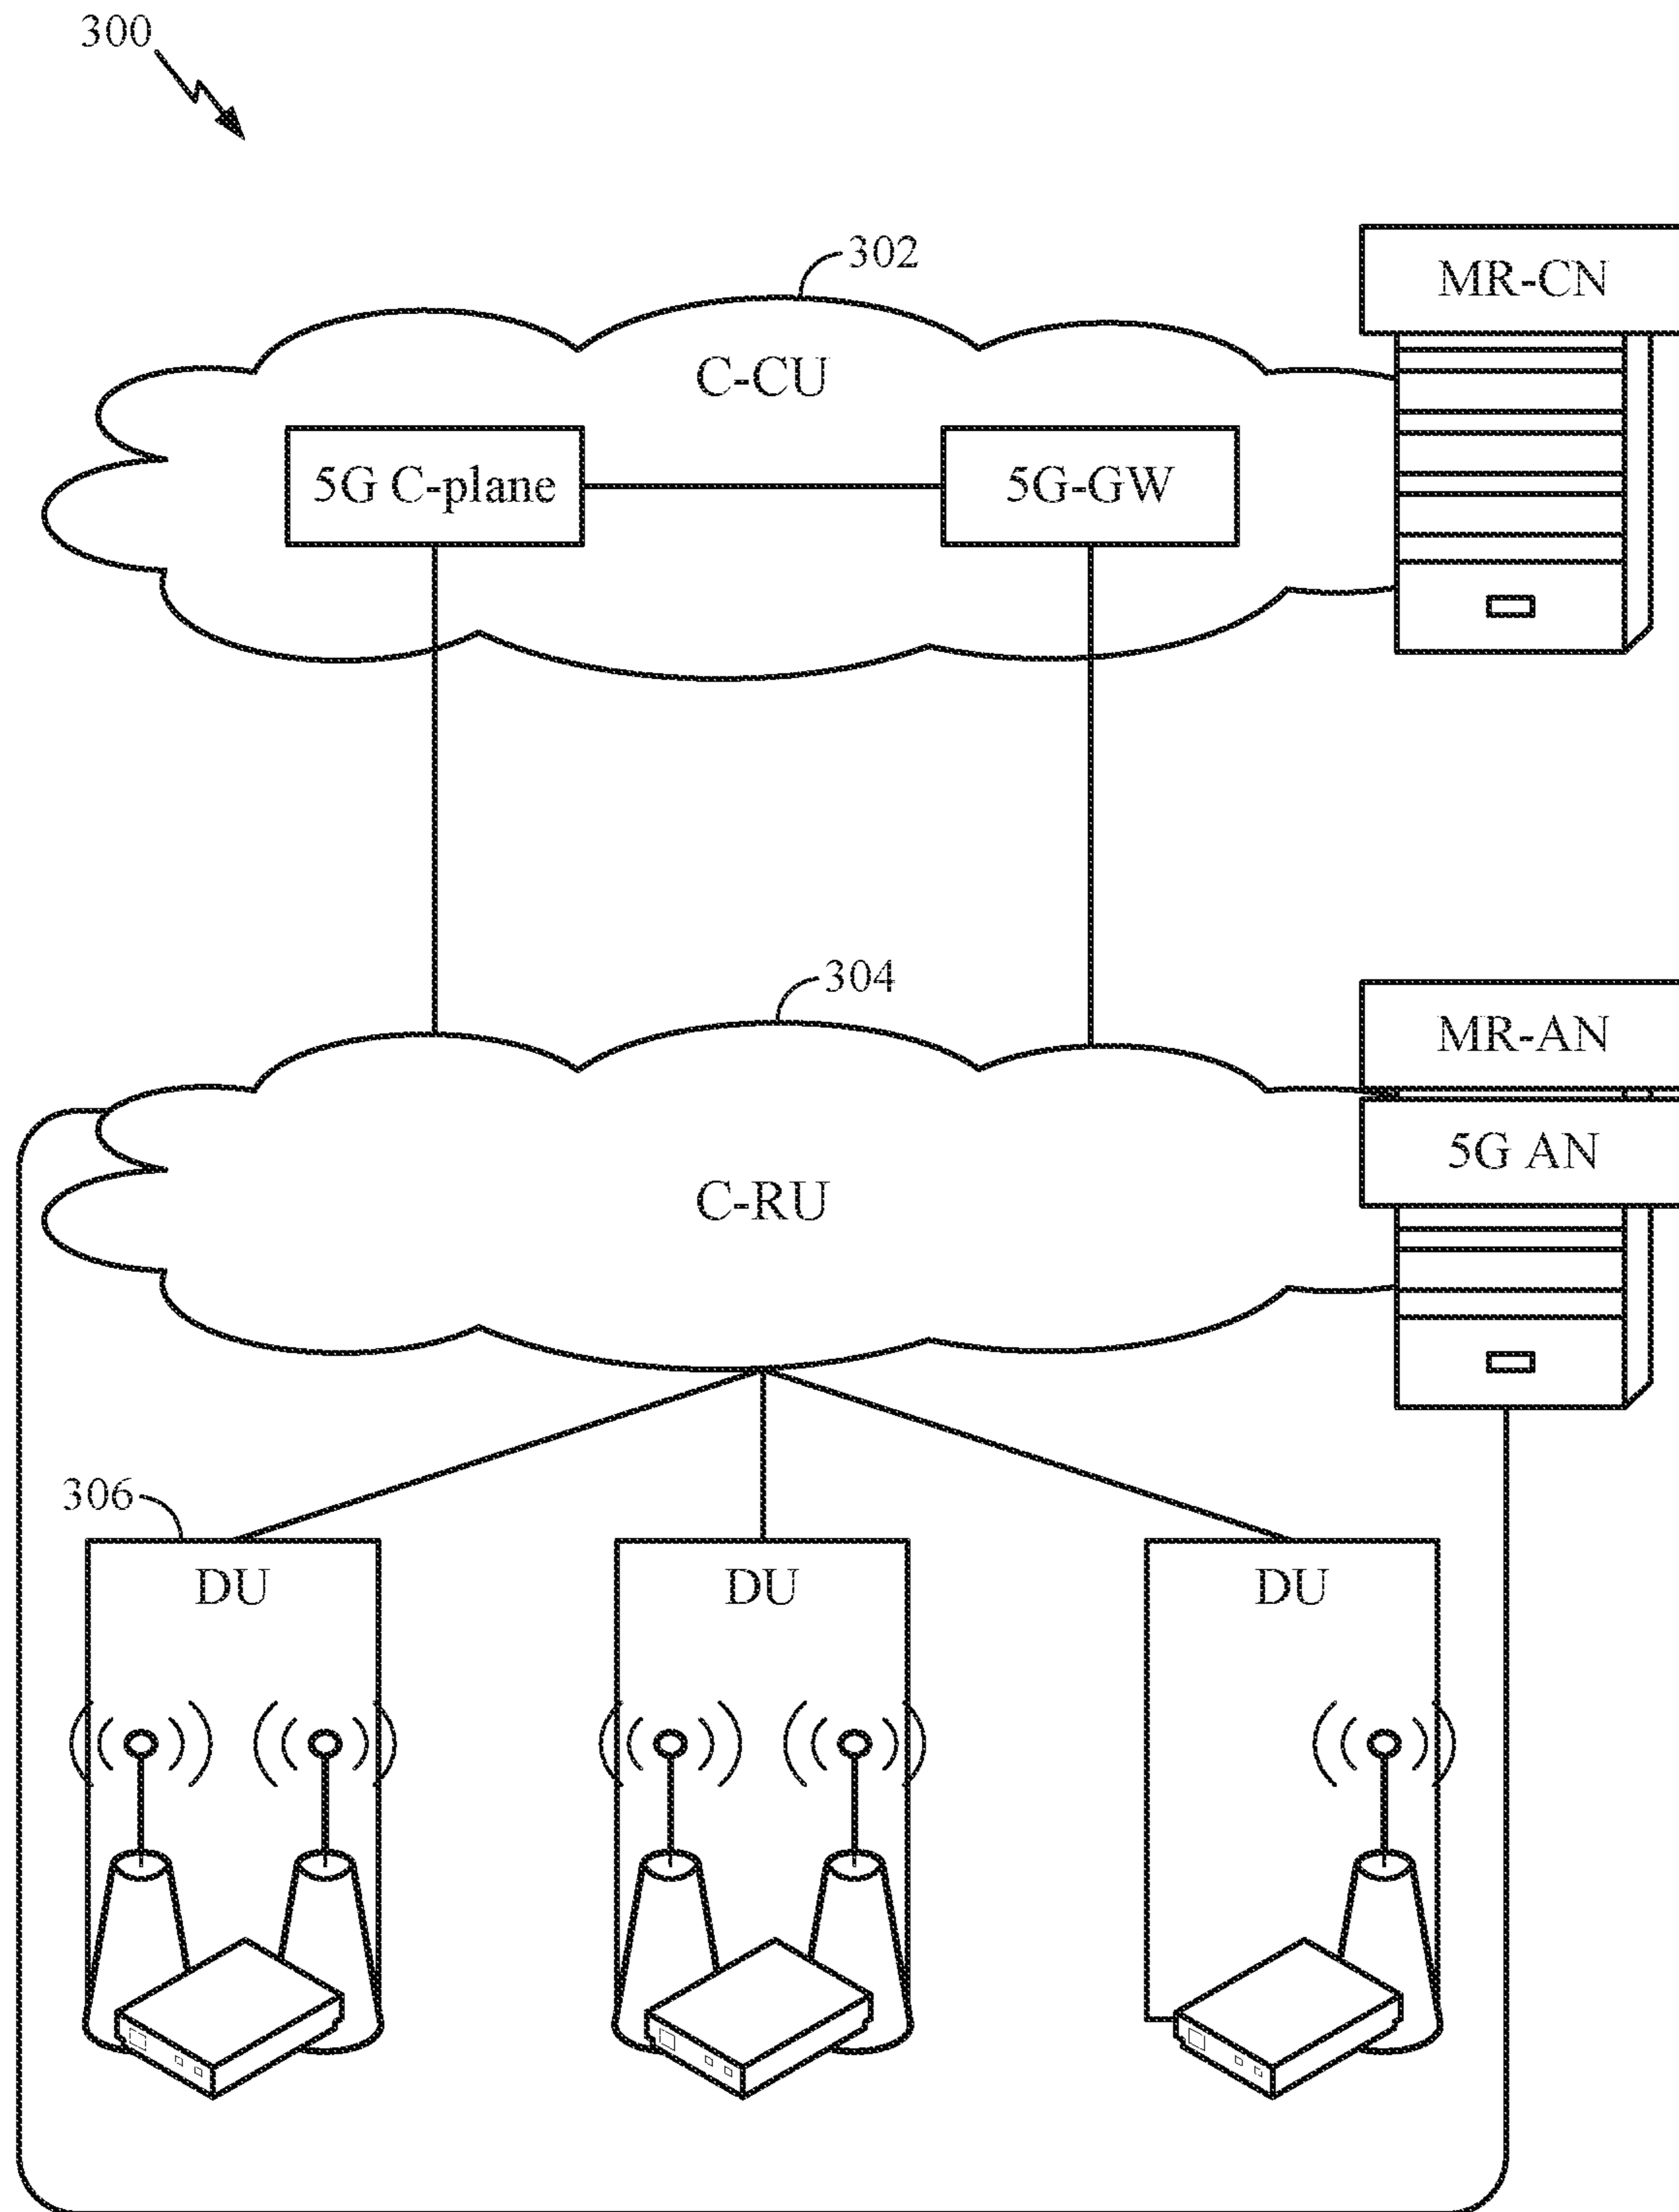 300
302
MR-CN
C-CU
5G C-plane
5G-GW
304
MR-AN
5G AN
C-RU
306
DU
DU
DU